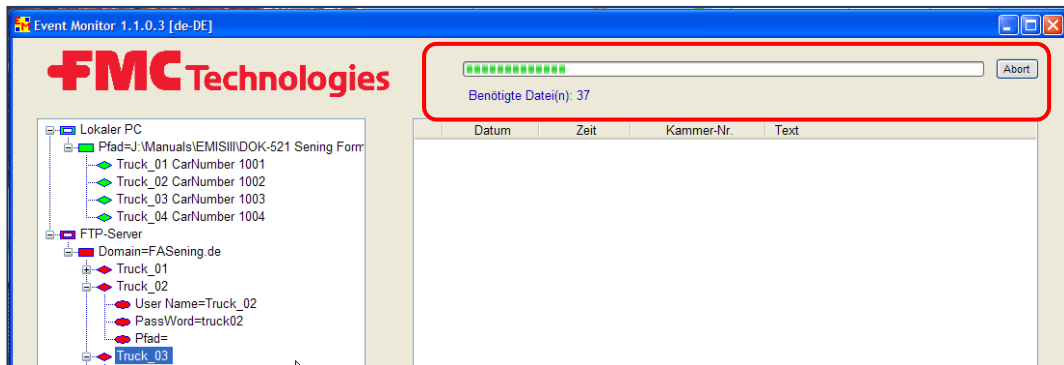 Event Monitor 1.1.0.3 [de-DE]
FMC Technologies
Abort
Benötigte Datei(n): 37
Datum Zeit Kammer-Nr. Text
Lokaler PC
Pfad=J:\Manuals\EMISIII\DOK-521 Sening Form
Truck_01 CarNumber 1001
Truck_02 CarNumber 1002
Truck_03 CarNumber 1003
Truck_04 CarNumber 1004
FTP-Server
Domain=FASening.de
Truck_01
Truck_02
User Name=Truck_02
PassWord=truck02
Pfad=
Truck_03